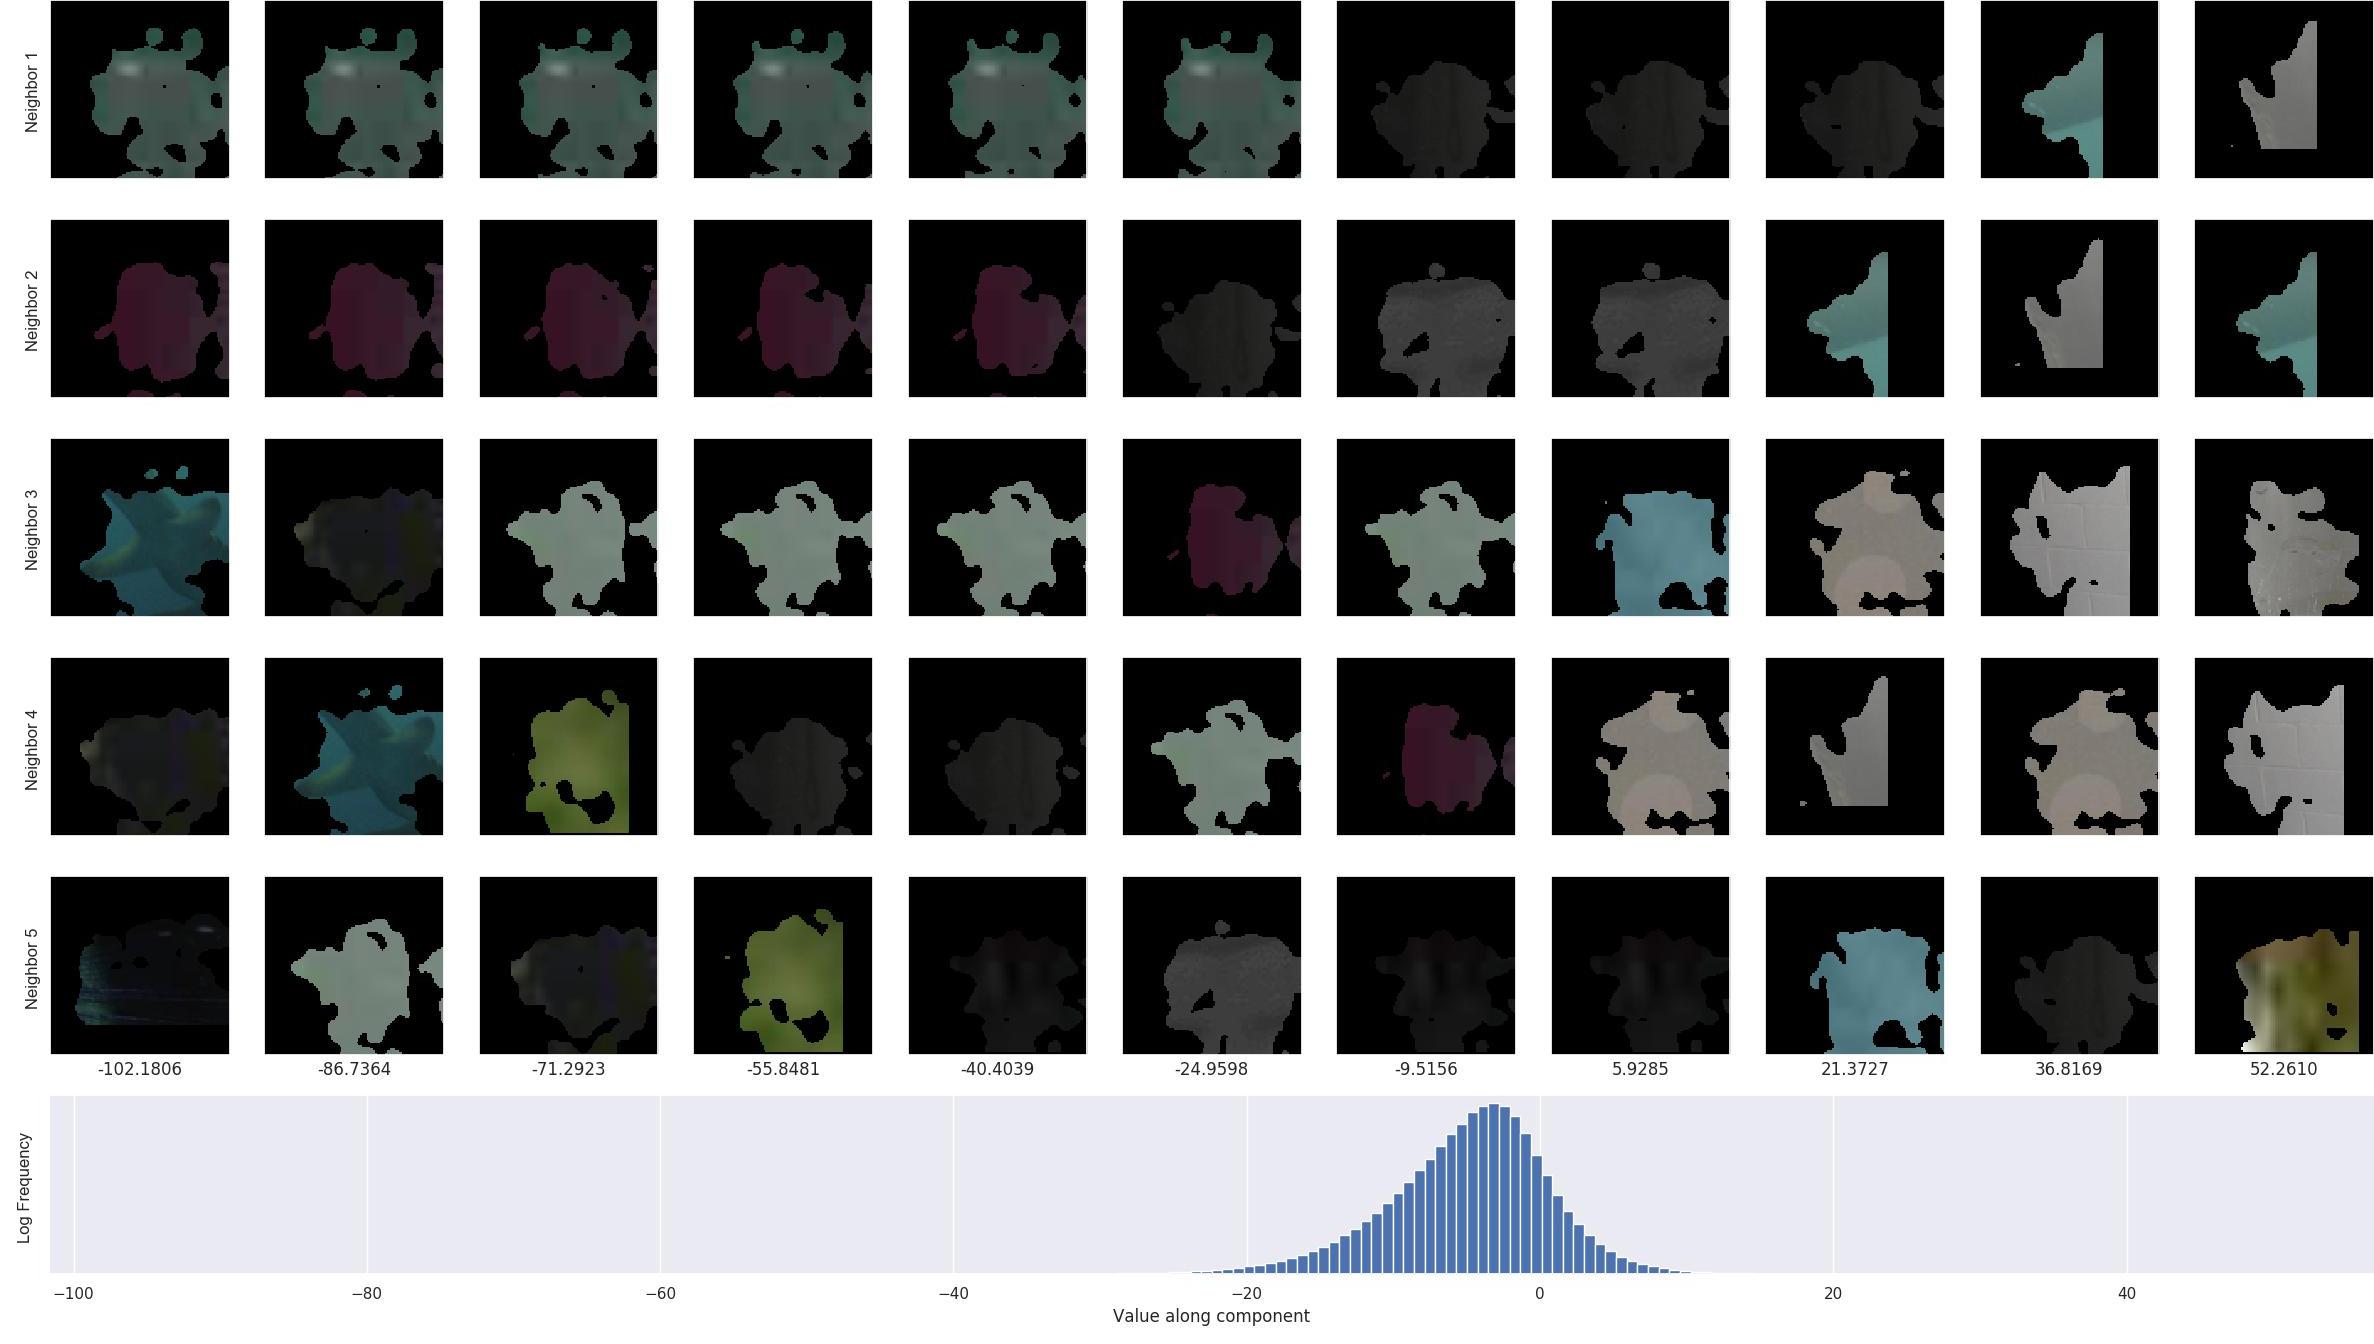 Neighbor 1
Neighbor 2
Neighbor 3
Neighbor 4
Neighbor 5
-102.1806 -86.7364 -71.2923 -55.8481 -40.4039 -24.9598 -9.5156 5.9285 21.3727 36.8169 52.2610
Log Frequency
−100 −80 −60 −40 −20 0 20 40
Value along component